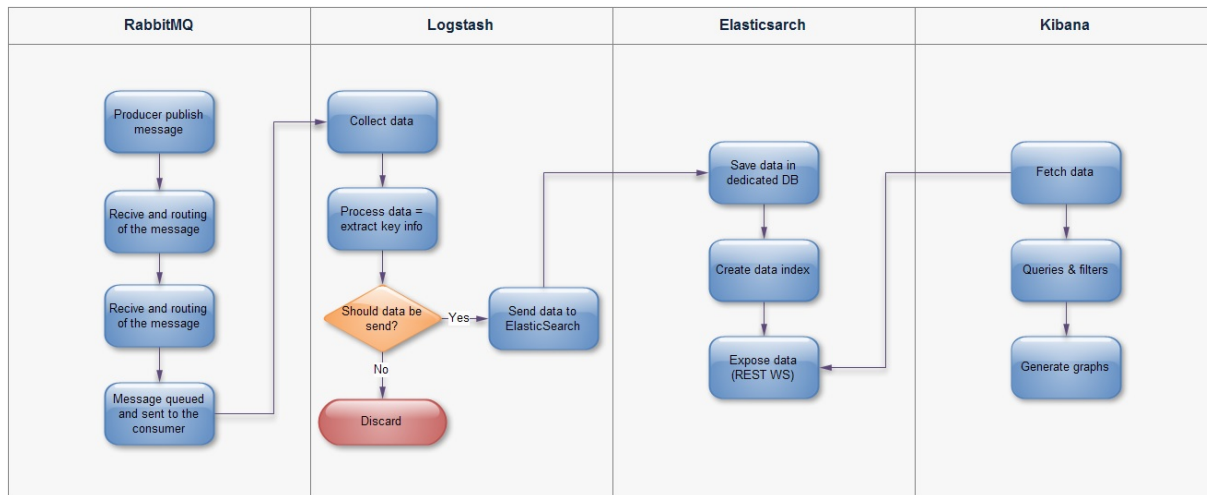 RabbitMQ
Logstash
Elasticsarch
Kibana
Producer publish
message
Recive and routing
of the message
Recive and routing
of the message
Message queued
and sent to the
consumer
Collect data
Process data =
extract key info
Should data be
send?
Yes
No
Discard
Send data to
ElasticSearch
Save data in
dedicated DB
Create data index
Expose data
(REST WS)
Fetch data
Queries & filters
Generate graphs